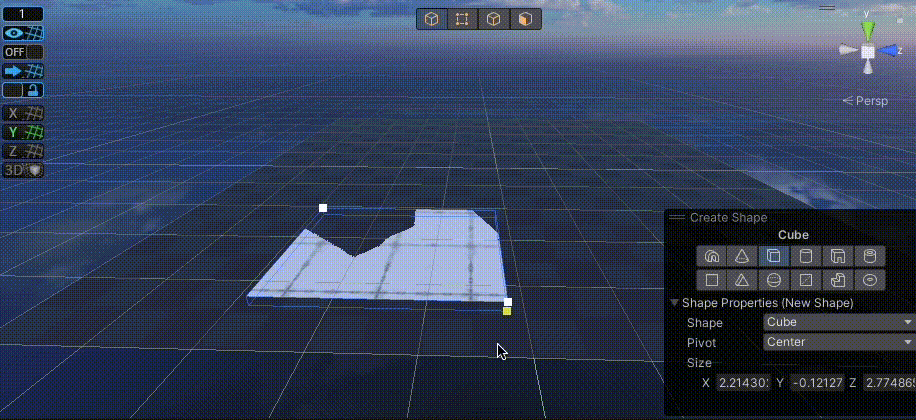 1
OFF
X
Y
Z
3D
y
z
Persp
Create Shape
Cube
Shape Properties (New Shape)
Shape Cube
Pivot Center
Size
X 2.21430 Y -0.12127 Z 2.77486